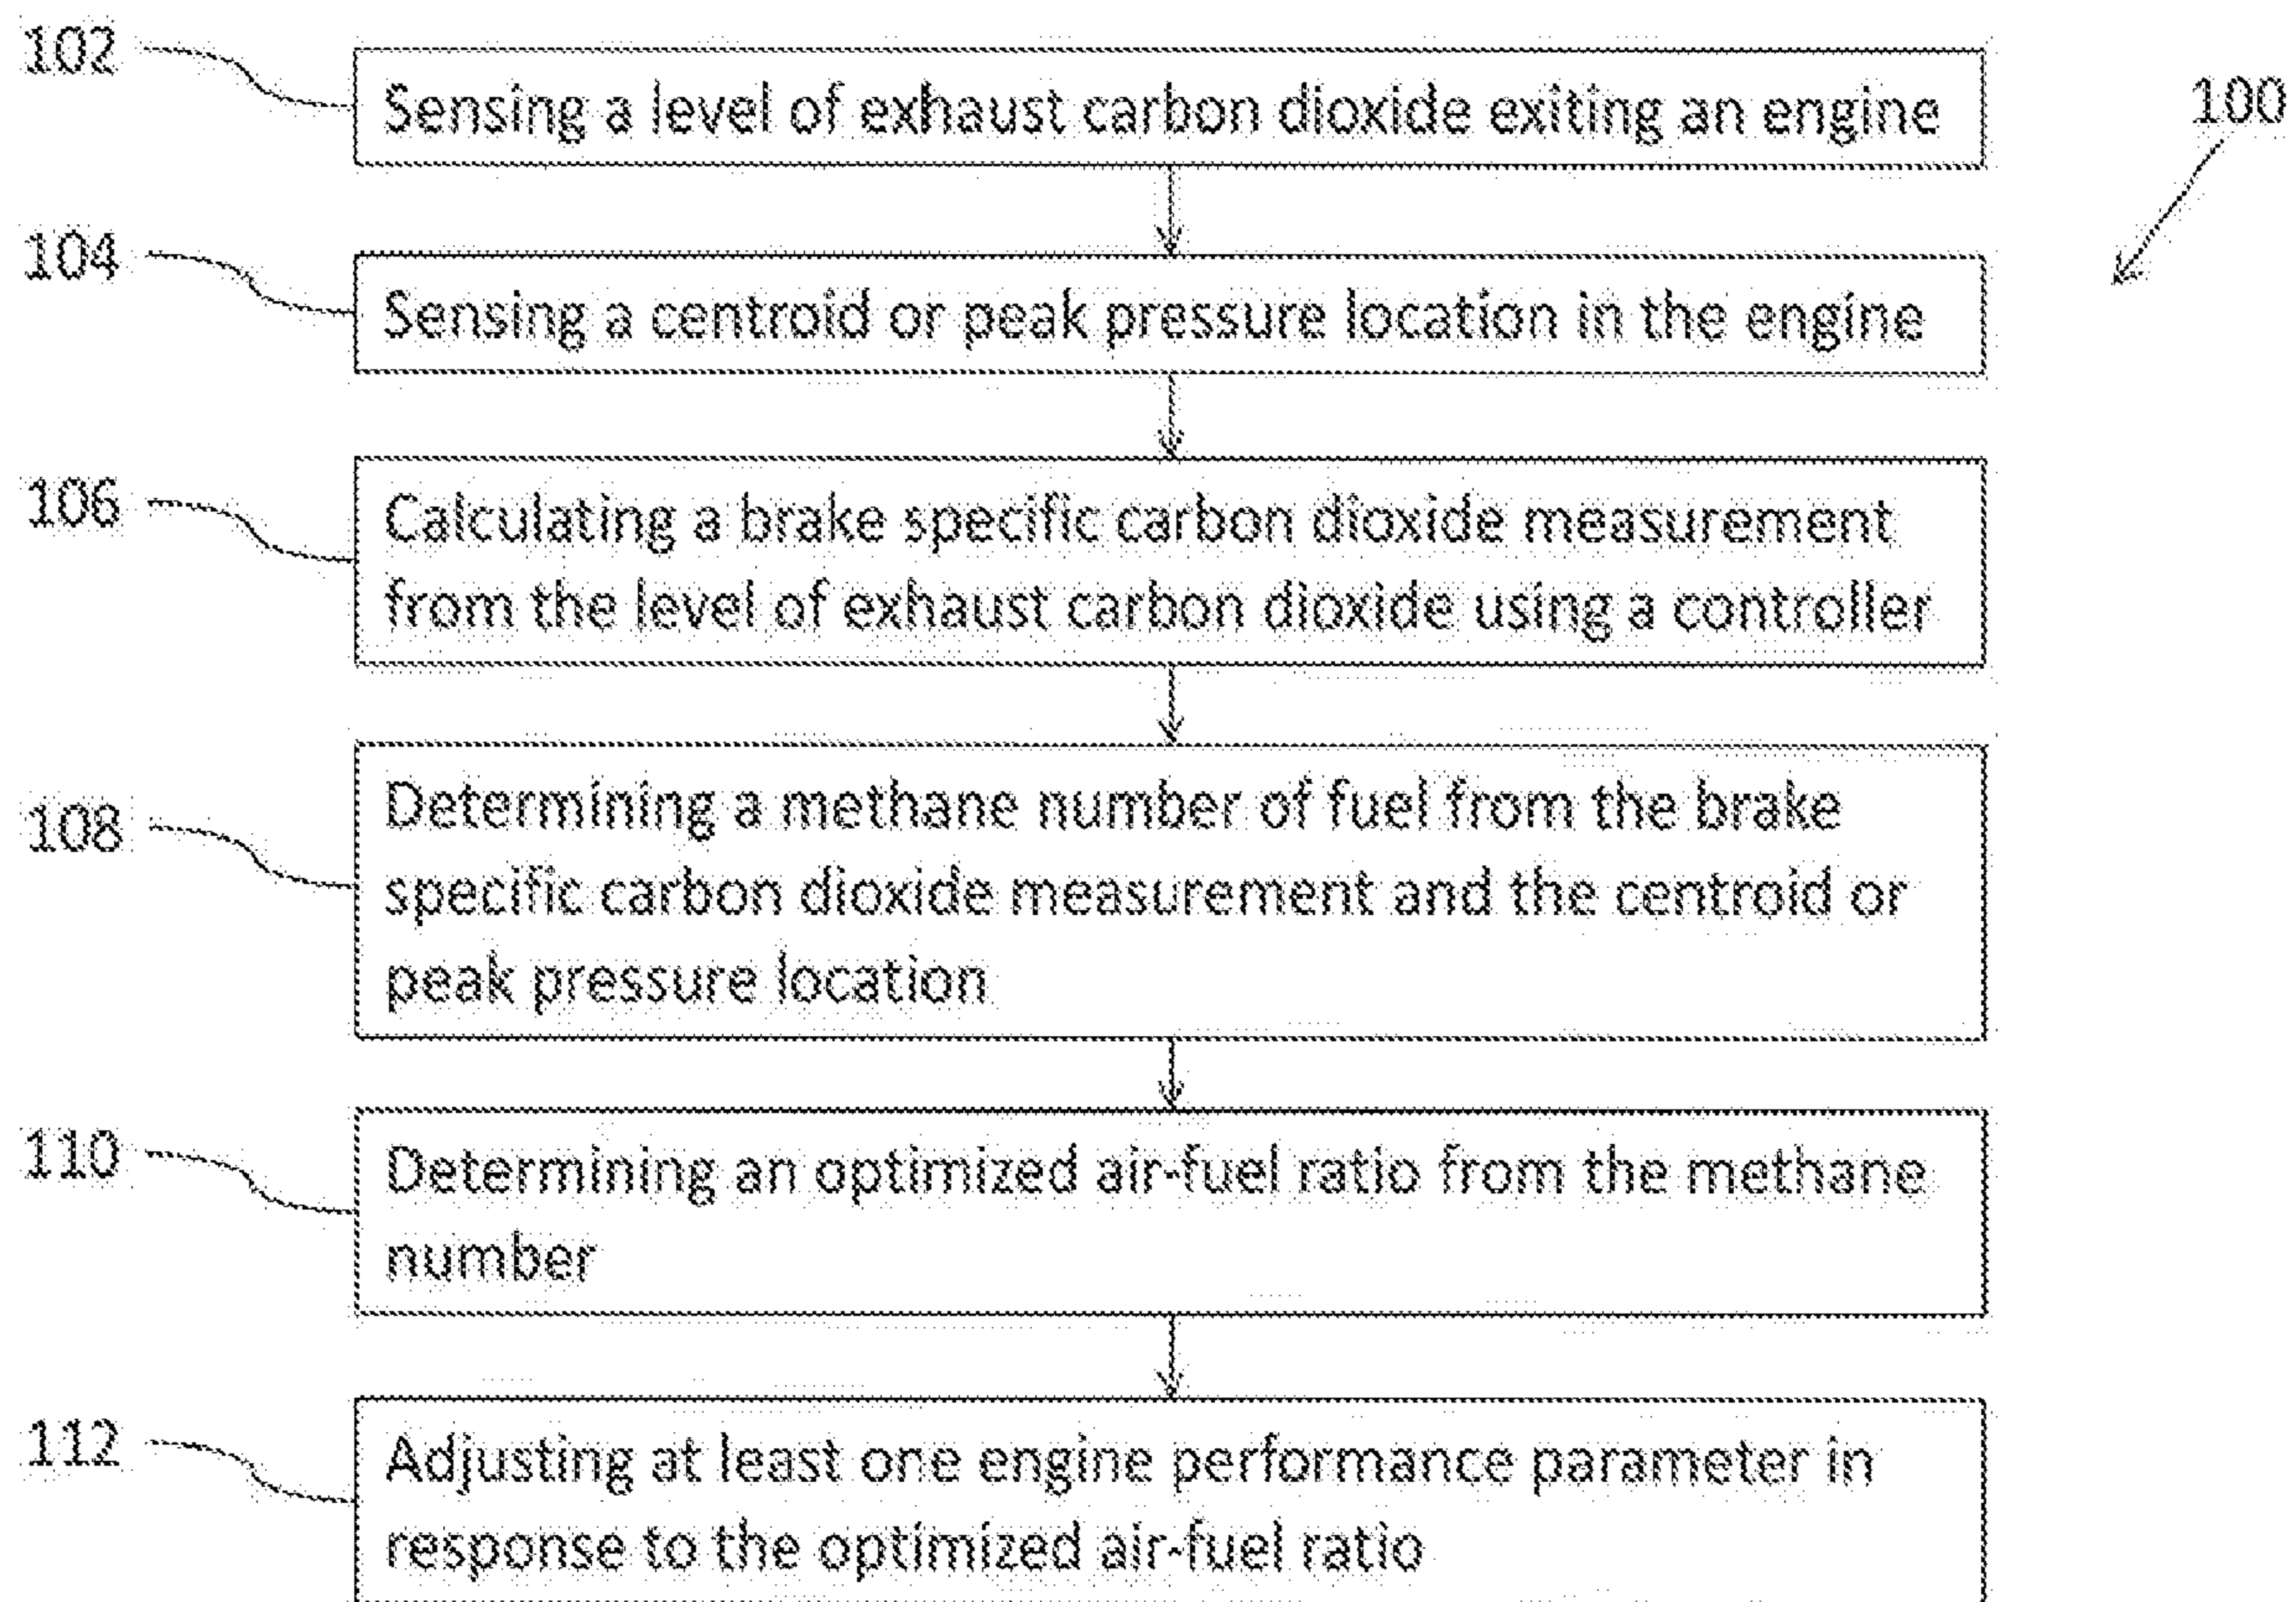 102
Sensing a level of exhaust carbon dioxide exiting an engine
100
104
Sensing a centroid or peak pressure location in the engine
106
Calculating a brake specific carbon dioxide measurement
from the level of exhaust carbon dioxide using a controller
108
Determining a methane number of fuel from the brake
specific carbon dioxide measurement and the centroid or
peak pressure location
110
Determining an optimized air-fuel ratio from the methane
number
112
Adjusting at least one engine performance parameter in
response to the optimized air-fuel ratio